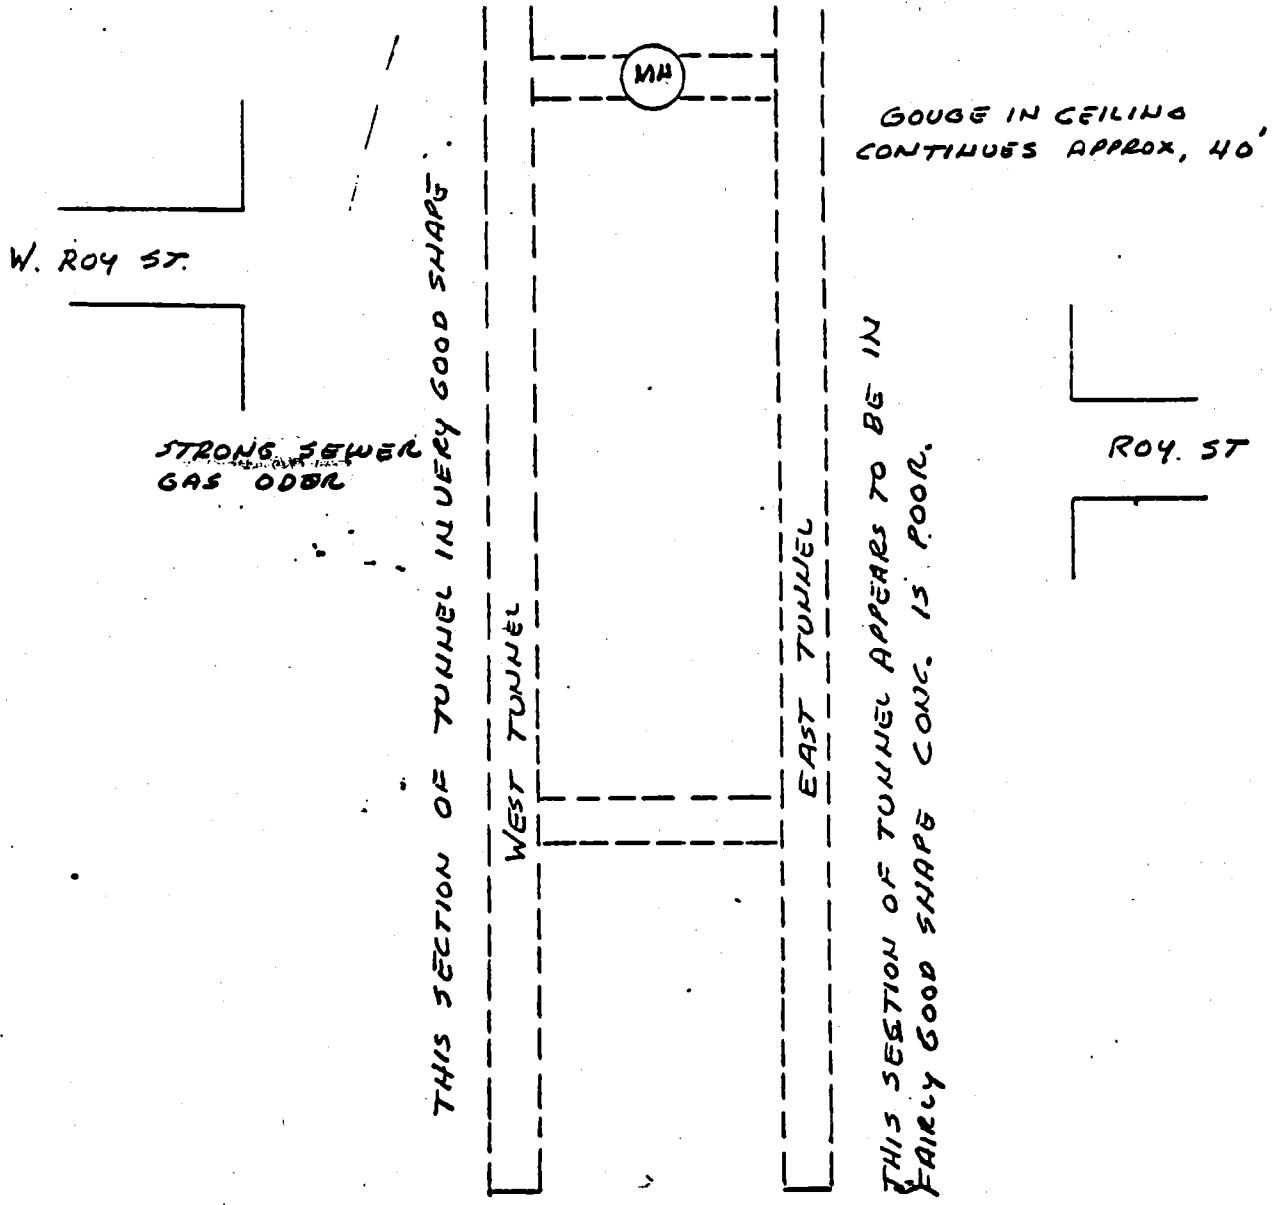 MH
GOUGE IN CEILING
CONTINUES APPROX, 40'
W. ROY ST.
STRONG SEWER
GAS ODOR
THIS SECTION OF TUNNEL IN VERY GOOD SHAPE
WEST TUNNEL
EAST TUNNEL
THIS SECTION OF TUNNEL APPEARS TO BE IN
FAIRLY GOOD SHAPE CONC. IS POOR.
ROY. ST